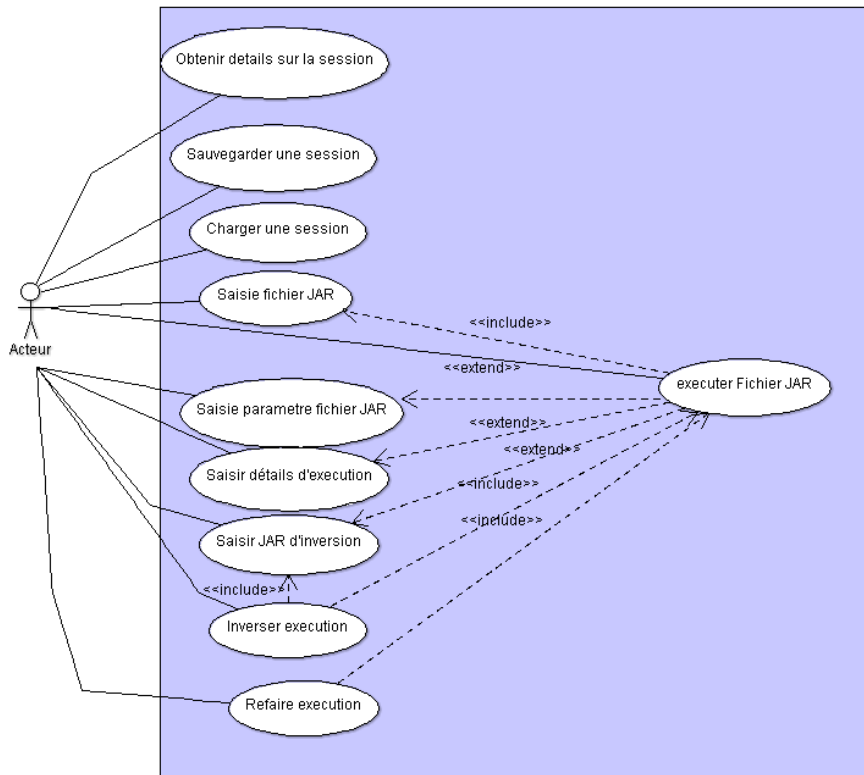 Obtenir details sur la session
Sauvegarder une session
Charger une session
Saisie fichier JAR
Acteur
<<include>>
<<extend>>
executer Fichier JAR
Saisie parametre fichier JAR
<<extend>>
<<extend>>
Saisir détails d'execution
<<include>>
<<include>>
Saisir JAR d'inversion
<<include>>
Inverser execution
Refaire execution